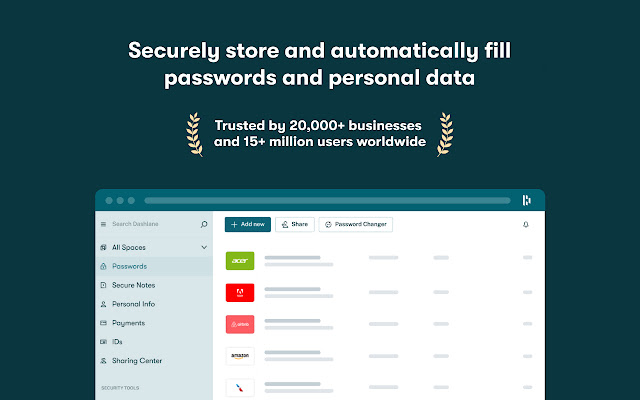 Securely store and automatically fill
passwords and personal data
Trusted by 20,000+ businesses
and 15+ million users worldwide
Search Dashlane
Add new
Share
Password Changer
All Spaces
Passwords
Secure Notes
Personal Info
Payments
IDs
Sharing Center
SECURITY TOOLS
acer
airbnb
amazon